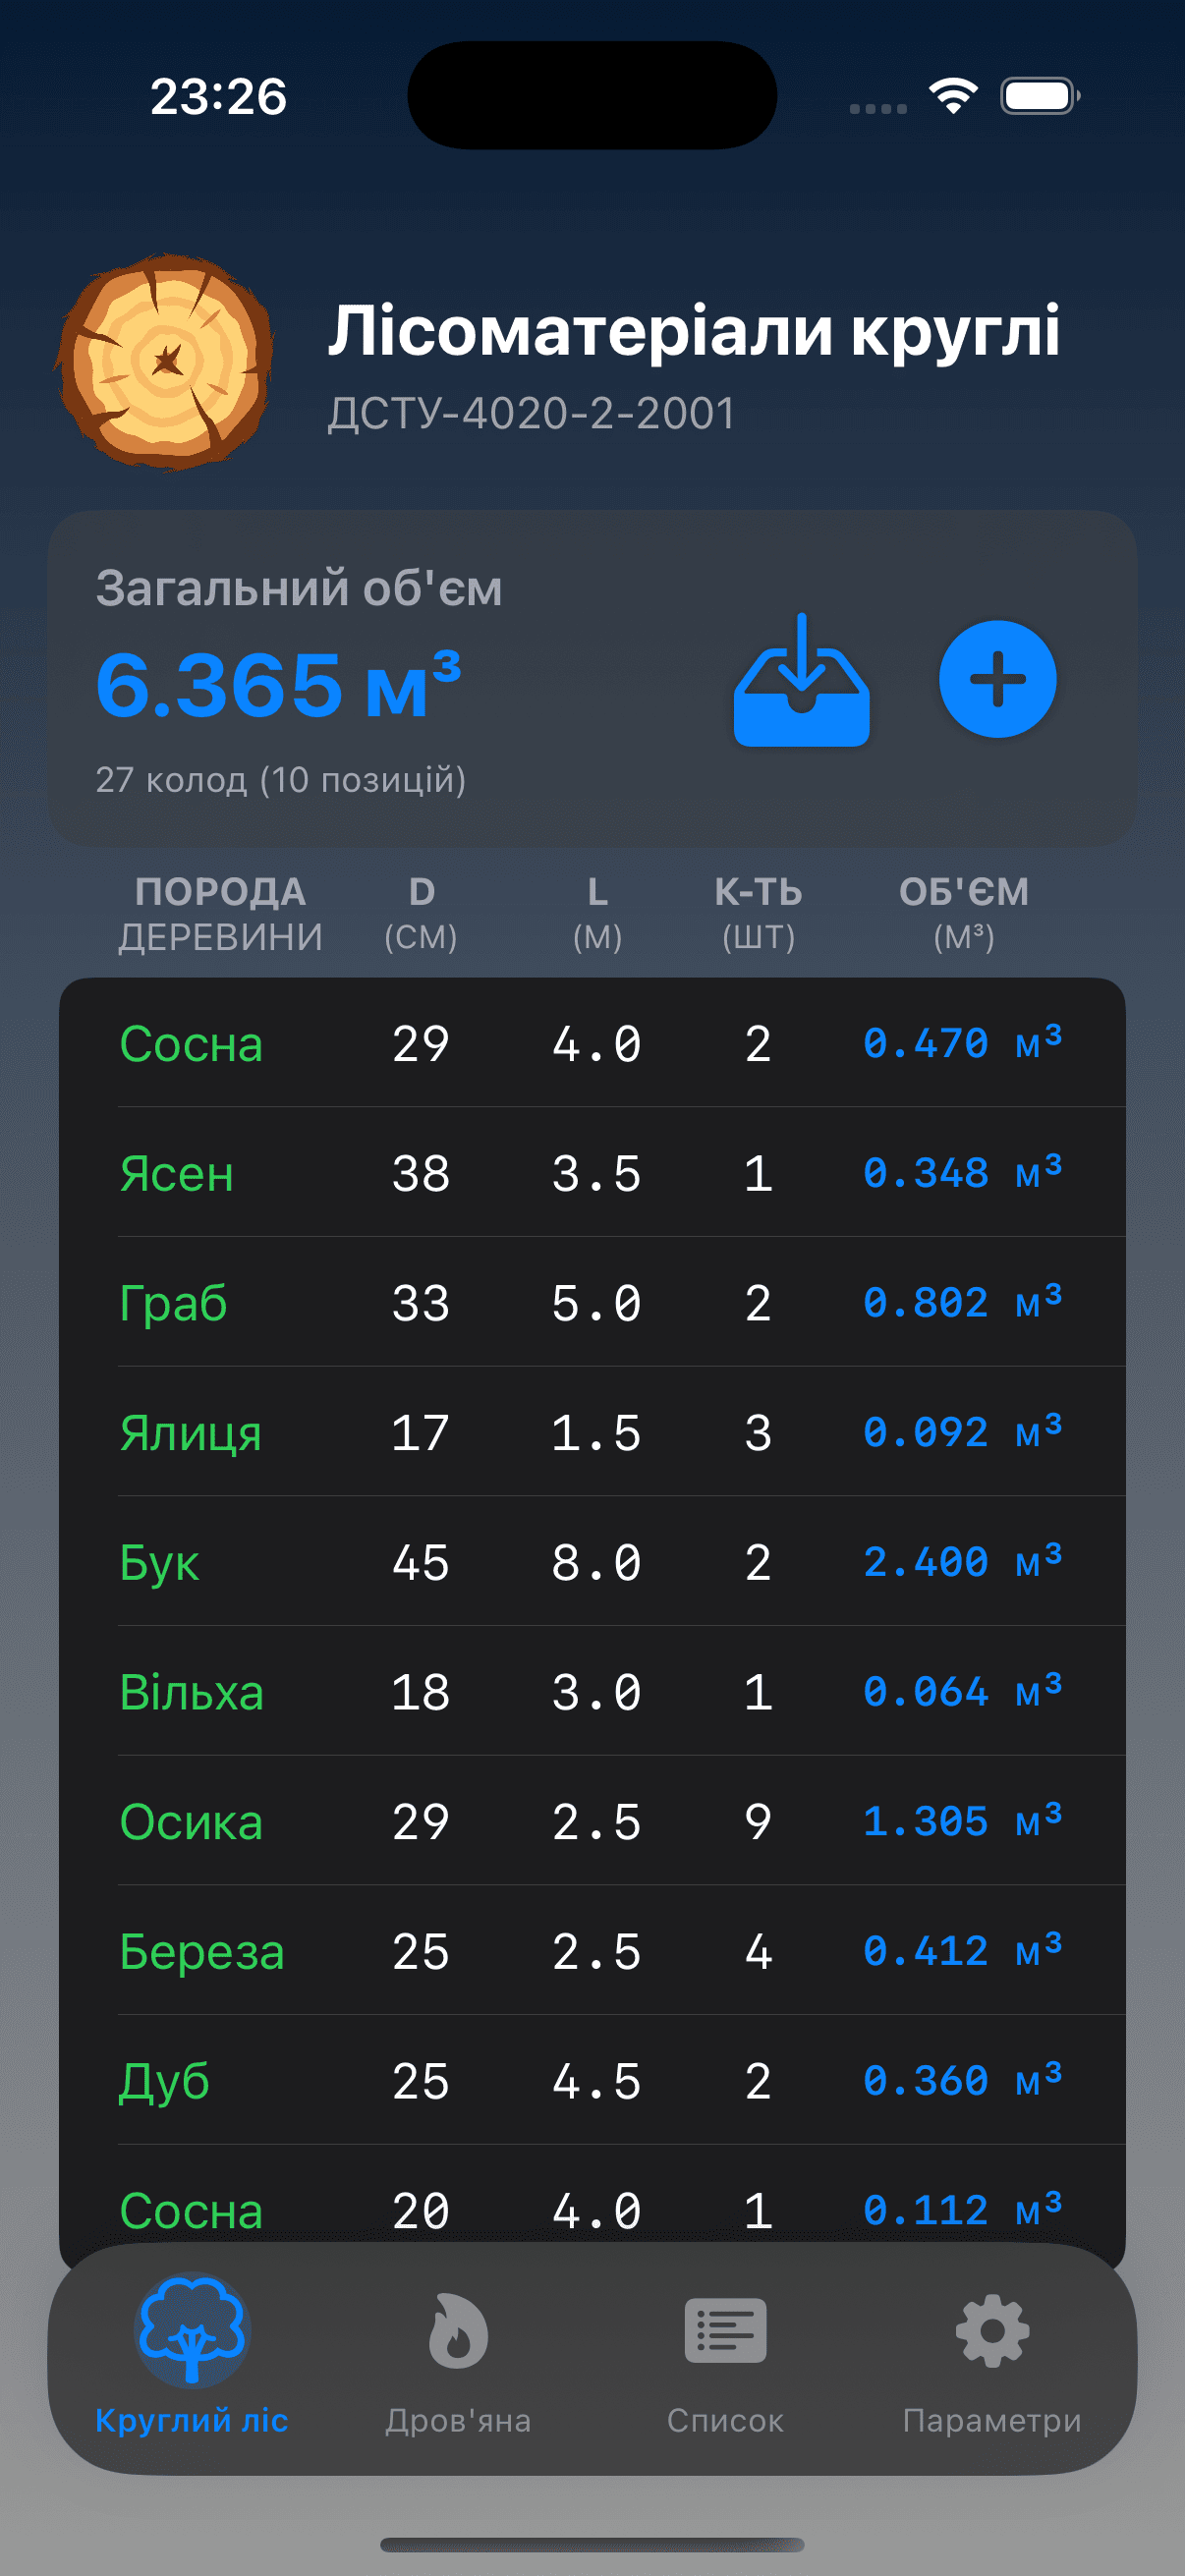 23:26
Лісоматеріали круглі
ДСТУ-4020-2-2001
Загальний об'єм
6.365 м³
27 колод (10 позицій)
ПОРОДА D L К-ТЬ ОБ'ЄМ
ДЕРЕВИНИ (СМ) (М) (ШТ) (М³)
Сосна 29 4.0 2 0.470 м³
Ясен 38 3.5 1 0.348 м³
Граб 33 5.0 2 0.802 м³
Ялиця 17 1.5 3 0.092 м³
Бук 45 8.0 2 2.400 м³
Вільха 18 3.0 1 0.064 м³
Осика 29 2.5 9 1.305 м³
Береза 25 2.5 4 0.412 м³
Дуб 25 4.5 2 0.360 м³
Сосна 20 4.0 1 0.112 м³
Круглий ліс Дров'яна Список Параметри